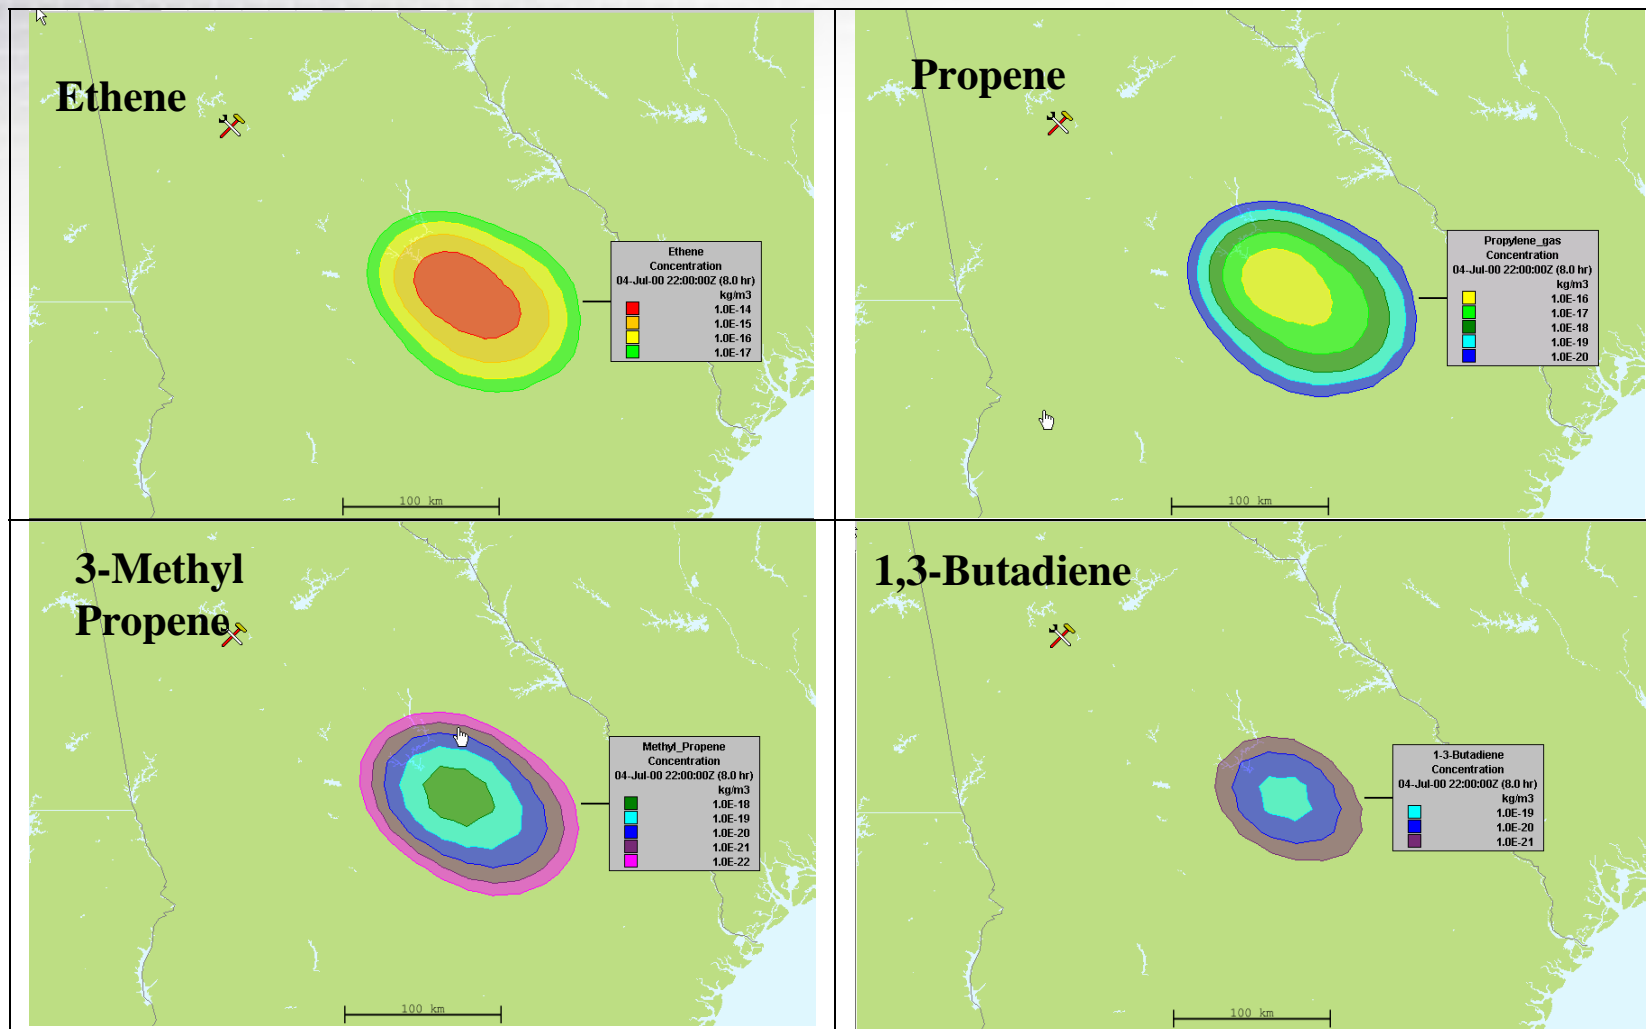 Ethene
Ethene
Concentration
04-Jul-00 22:00:00Z (8.0 hr)
kg/m3
1.0E-14
1.0E-15
1.0E-16
1.0E-17
100 km
Propene
Propylene_gas
Concentration
04-Jul-00 22:00:00Z (8.0 hr)
kg/m3
1.0E-16
1.0E-17
1.0E-18
1.0E-19
1.0E-20
100 km
3-Methyl
Propene
Methyl_Propene
Concentration
04-Jul-00 22:00:00Z (8.0 hr)
kg/m3
1.0E-18
1.0E-19
1.0E-20
1.0E-21
1.0E-22
100 km
1,3-Butadiene
1-3-Butadiene
Concentration
04-Jul-00 22:00:00Z (8.0 hr)
kg/m3
1.0E-19
1.0E-20
1.0E-21
100 km